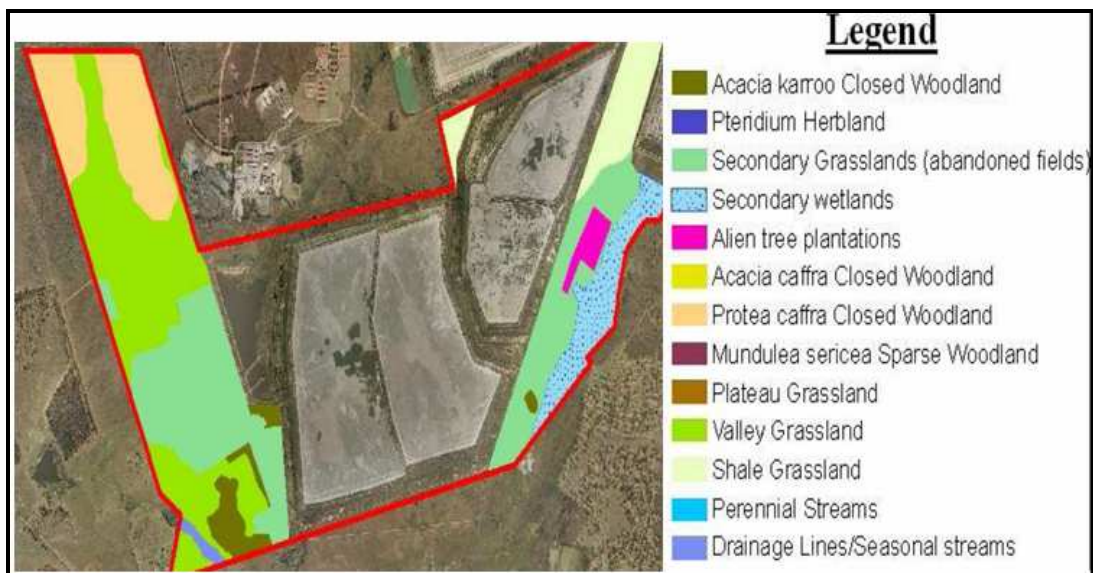 Legend
Acacia karroo Closed Woodland
Pteridium Herbland
Secondary Grasslands (abandoned fields)
Secondary wetlands
Alien tree plantations
Acacia caffra Closed Woodland
Protea caffra Closed Woodland
Mundulea sericea Sparse Woodland
Plateau Grassland
Valley Grassland
Shale Grassland
Perennial Streams
Drainage Lines/Seasonal streams